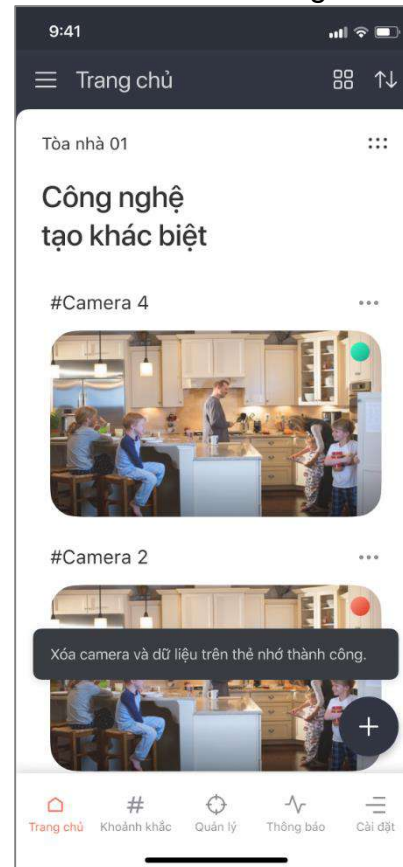 9:41
Trang chủ
Tòa nhà 01
Công nghệ
tạo khác biệt
#Camera 4
#Camera 2
Xóa camera và dữ liệu trên thẻ nhớ thành công.
Trang chủ Khoảnh khắc Quản lý Thông báo Cài đặt